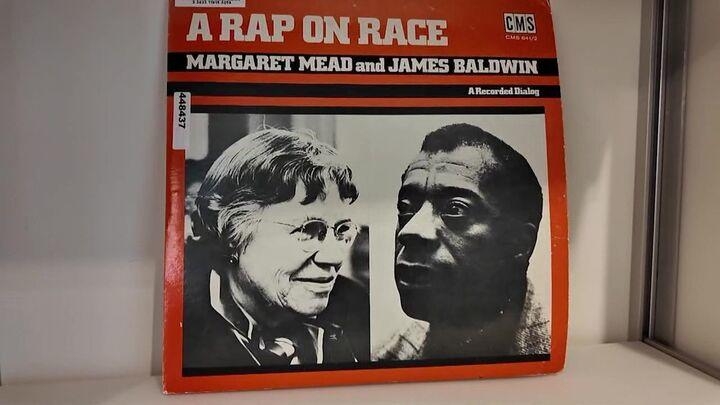 A RAP ON RACE
CMS
CMS 641/2
MARGARET MEAD and JAMES BALDWIN
A Recorded Dialog
448437